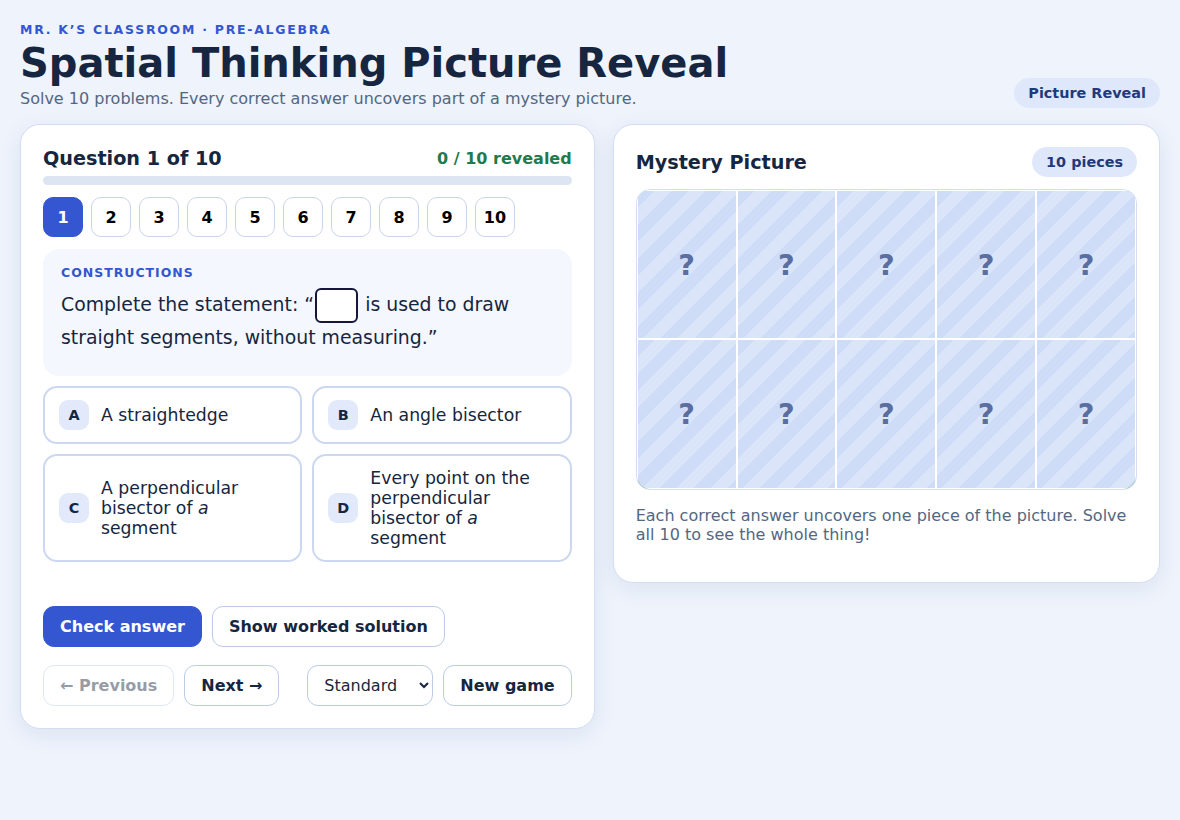 MR. K’S CLASSROOM · PRE-ALGEBRA
Spatial Thinking Picture Reveal
Solve 10 problems. Every correct answer uncovers part of a mystery picture.
Picture Reveal
Question 1 of 10
0 / 10 revealed
1 2 3 4 5 6 7 8 9 10
CONSTRUCTIONS
Complete the statement: “ is used to draw
straight segments, without measuring.”
A A straightedge
B An angle bisector
C A perpendicular
bisector of a
segment
D Every point on the
perpendicular
bisector of a
segment
Check answer
Show worked solution
← Previous
Next →
Standard
New game
Mystery Picture
10 pieces
? ? ? ? ?
? ? ? ? ?
Each correct answer uncovers one piece of the picture. Solve
all 10 to see the whole thing!